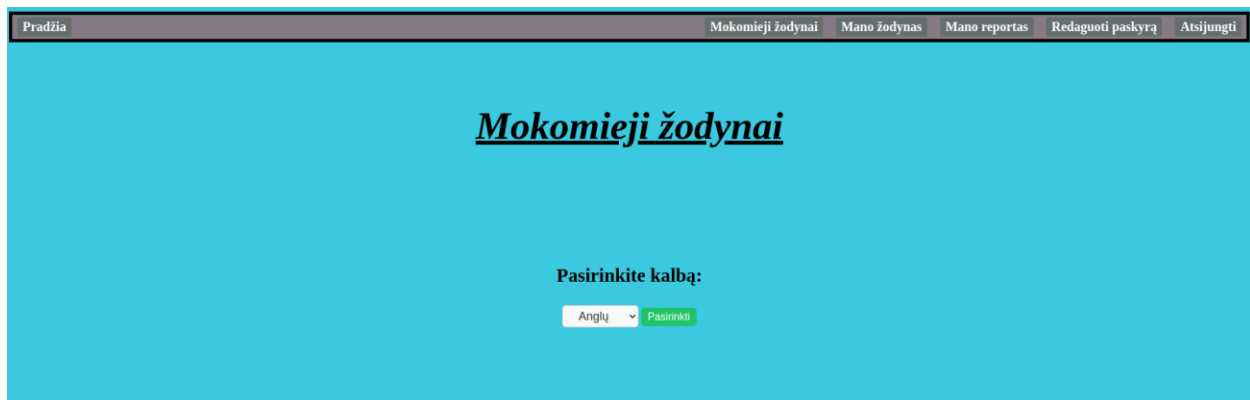 Pradžia Mokomieji žodynai Mano žodynas Mano reportas Redaguoti paskyrą Atsijungti
Mokomieji žodynai
Pasirinkite kalbą:
Anglų Pasirinkti